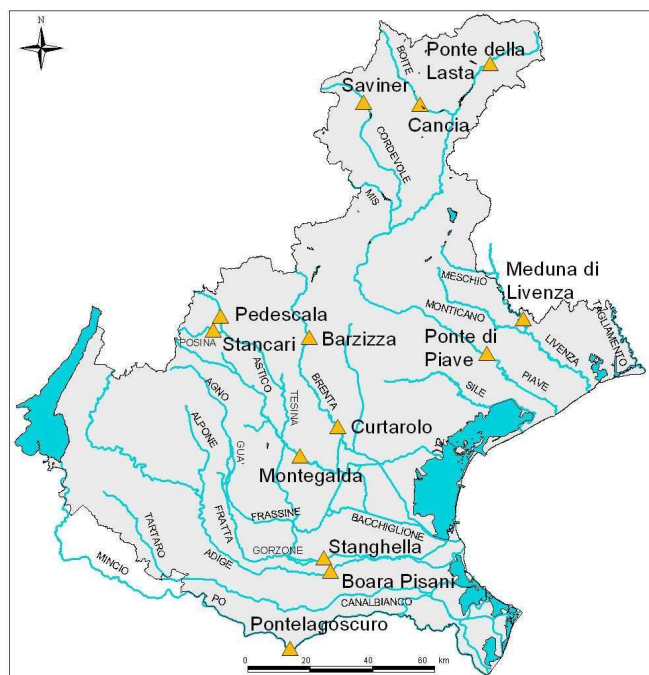 N
Ponte della
Lasta
BOITE
Saviner
Cancia
CORDEVOLE
MIS
MESCHIO
Meduna di
Livenza
MONTICANO
TAGLIAMENTO
Pedescala
POSINA
Stancari
Barzizza
Ponte di
Piave
LIVENZA
PIAVE
ASTICO
AGNO
TESINA
BRENTA
SILE
ALPONE
GUA'
Curtarolo
Montegalda
FRATTA
FRASSINE
BACCHIGLIONE
TARTARO
GORZONE
Stanghella
ADIGE
MINCIO
Boara Pisani
PO
CANALBIANCO
Pontelagoscuro
0 20 40 60 km